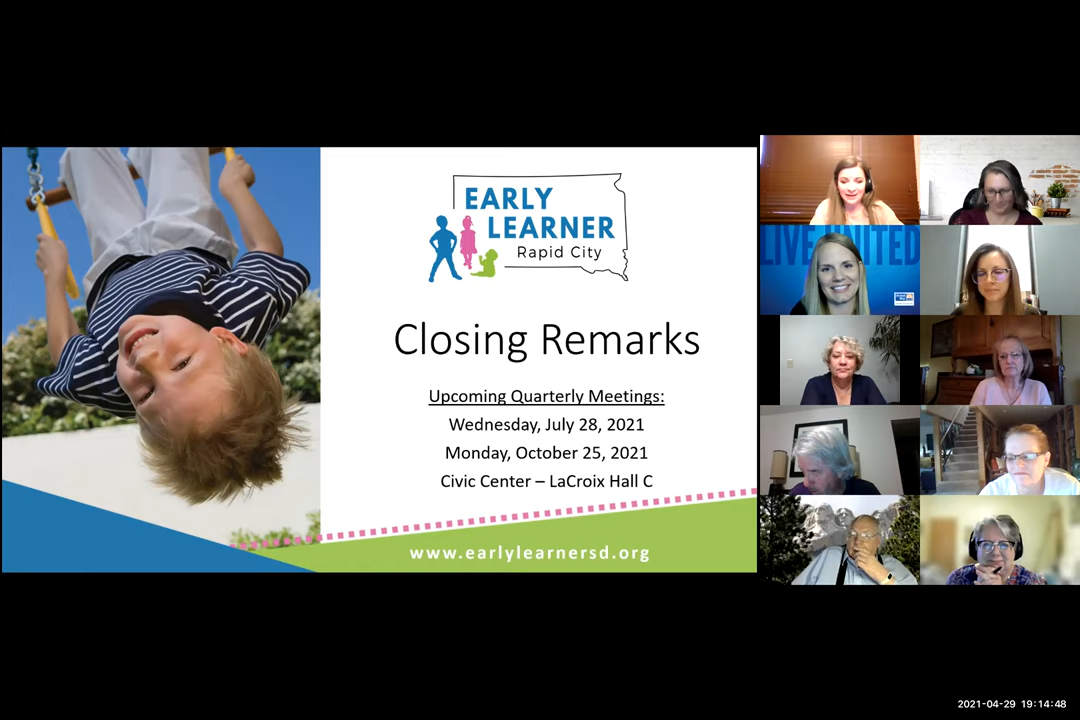 EARLY
LEARNER
Rapid City
Closing Remarks
Upcoming Quarterly Meetings:
Wednesday, July 28, 2021
Monday, October 25, 2021
Civic Center – LaCroix Hall C
www.earlylearnersd.org
LIVE UNITED
2021-04-29 19:14:48